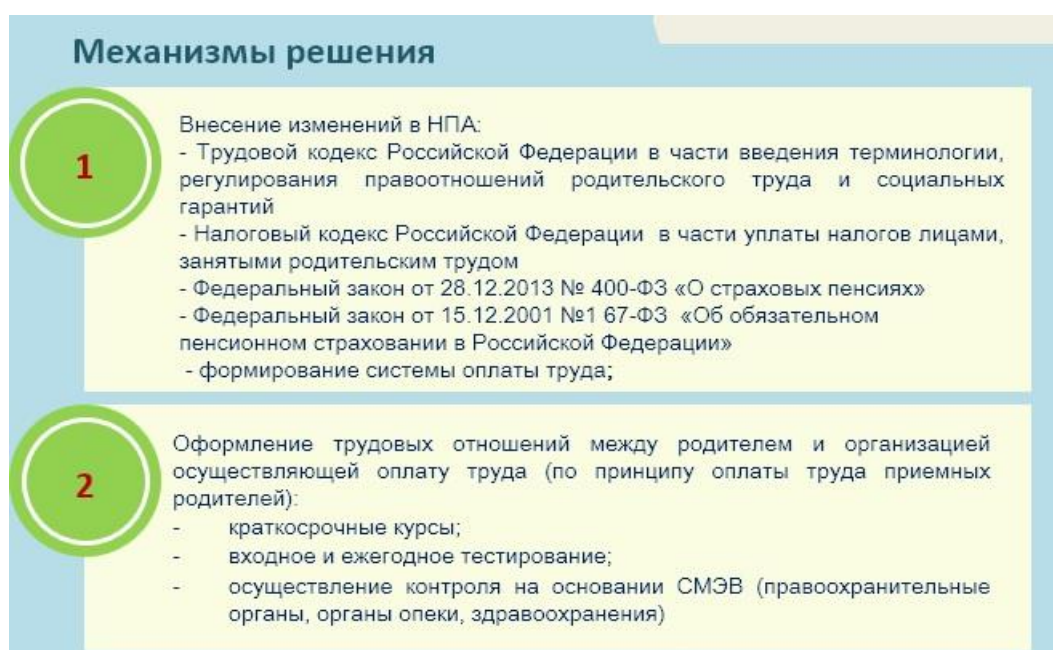 Механизмы решения
1
Внесение изменений в НПА:
- Трудовой кодекс Российской Федерации в части введения терминологии,
регулирования правоотношений родительского труда и социальных
гарантий
- Налоговый кодекс Российской Федерации в части уплаты налогов лицами,
занятыми родительским трудом
- Федеральный закон от 28.12.2013 № 400-ФЗ «О страховых пенсиях»
- Федеральный закон от 15.12.2001 №1 67-ФЗ «Об обязательном
пенсионном страховании в Российской Федерации»
- формирование системы оплаты труда;
2
Оформление трудовых отношений между родителем и организацией
осуществляющей оплату труда (по принципу оплаты труда приемных
родителей):
- краткосрочные курсы;
- входное и ежегодное тестирование;
- осуществление контроля на основании СМЭВ (правоохранительные
органы, органы опеки, здравоохранения)